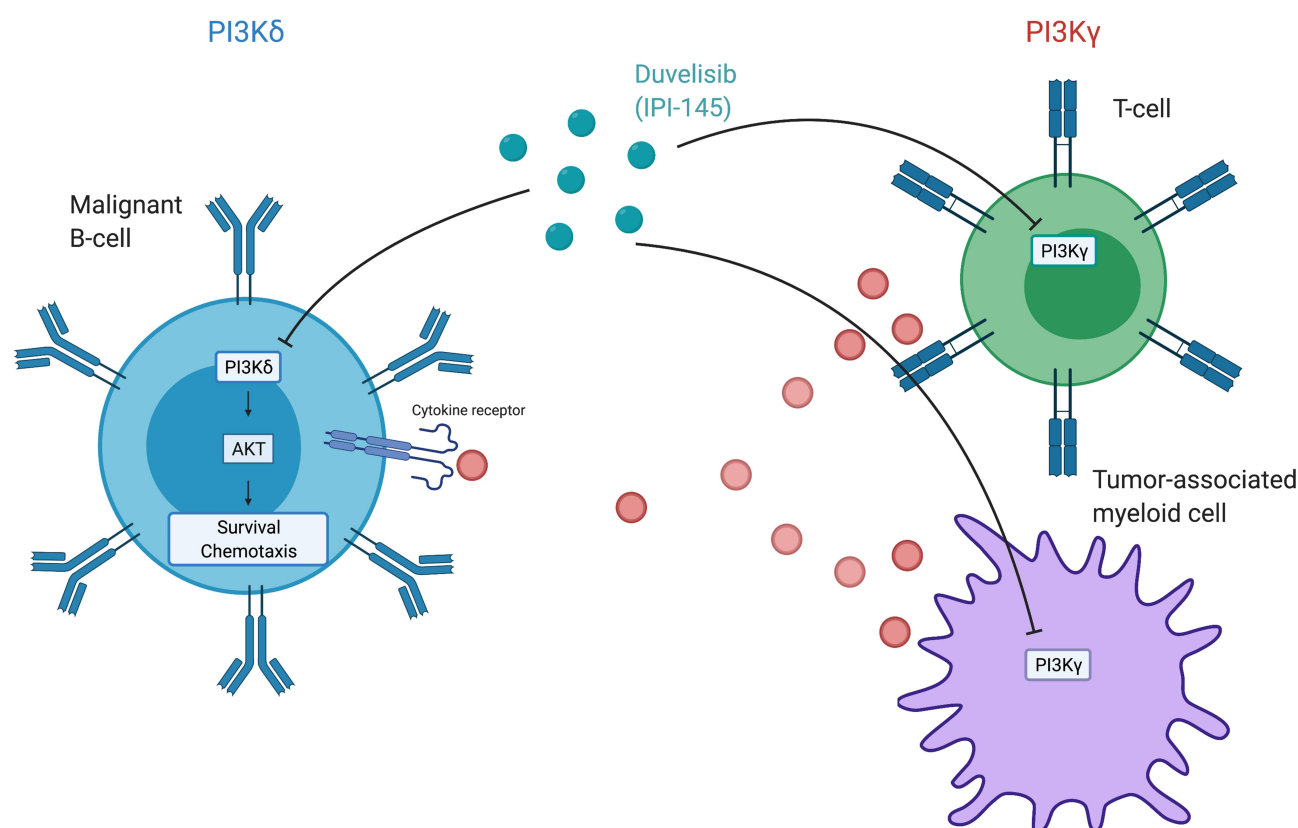 PI3Kδ
PI3Kγ
Duvelisib
(IPI-145)
T-cell
Malignant
B-cell
PI3Kγ
PI3Kδ
Cytokine receptor
AKT
Tumor-associated
myeloid cell
Survival
Chemotaxis
PI3Kγ